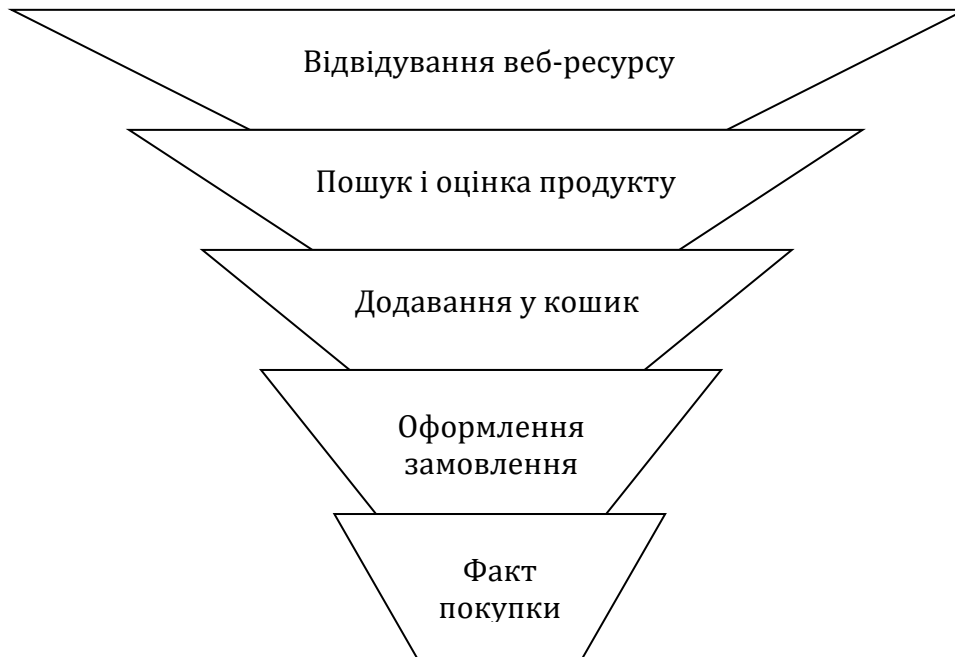 Відвідування веб-ресурсу
Пошук і оцінка продукту
Додавання у кошик
Оформлення
замовлення
Факт
покупки